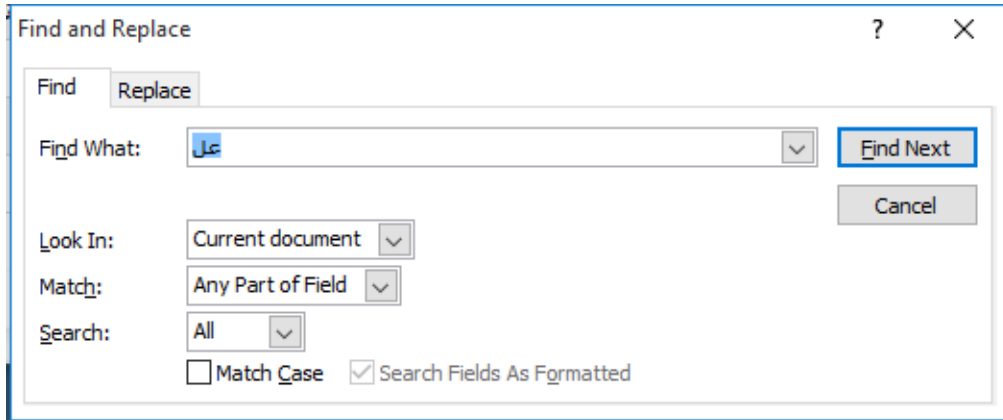 Find and Replace ? X
Find Replace
Find What: عل Find Next
Cancel
Look In: Current document
Match: Any Part of Field
Search: All
Match Case Search Fields As Formatted